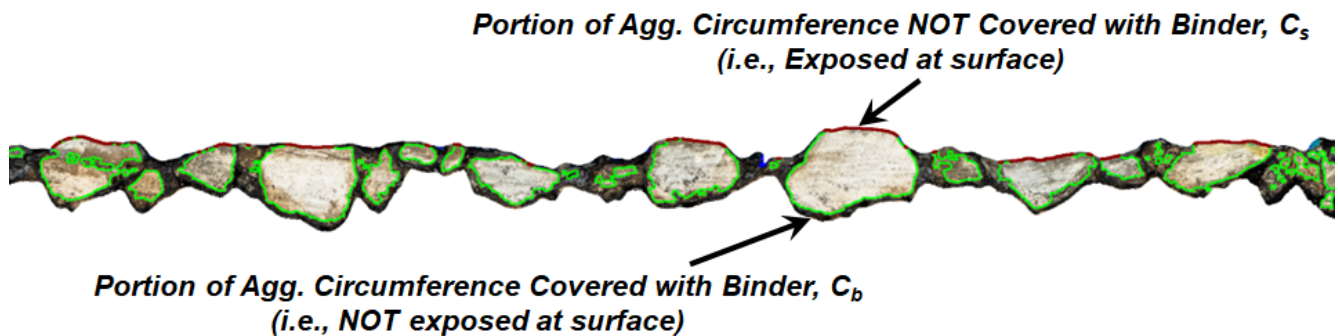 Portion of Agg. Circumference NOT Covered with Binder, Cs
(i.e., Exposed at surface)
Portion of Agg. Circumference Covered with Binder, Cb
(i.e., NOT exposed at surface)